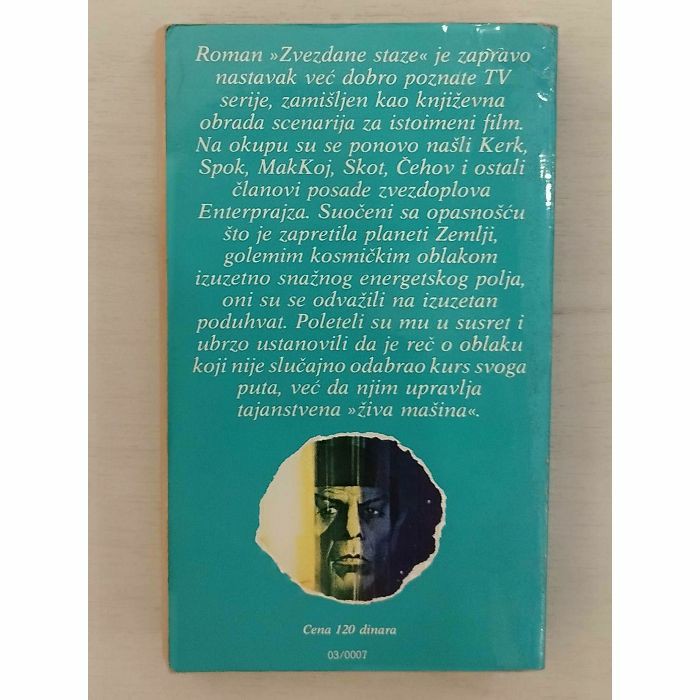 Roman »Zvezdane staze« je zapravo
nastavak već dobro poznate TV
serije, zamišljen kao književna
obrada scenarija za istoimeni film.
Na okupu su se ponovo našli Kerk,
Spok, MakKoj, Skot, Čehov i ostali
članovi posade zvezdoplova
Enterprajza. Suočeni sa opasnošću
što je zapretila planeti Zemlji,
golemim kosmičkim oblakom
izuzetno snažnog energetskog polja,
oni su se odvažili na izuzetan
poduhvat. Poleteli su mu u susret i
ubrzo ustanovili da je reč o oblaku
koji nije slučajno odabrao kurs svoga
puta, već da njim upravlja
tajanstvena »živa mašina«.
Cena 120 dinara
03/0007